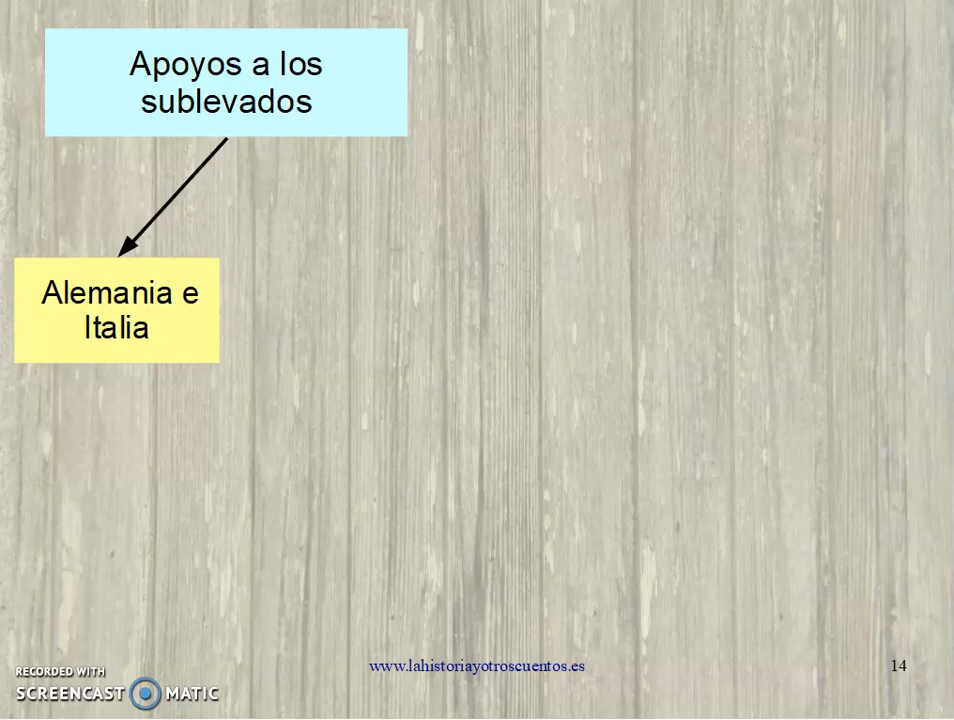 Apoyos a los
sublevados
Alemania e
Italia
www.lahistoriayotroscuentos.es
14
RECORDED WITH
SCREENCAST MATIC